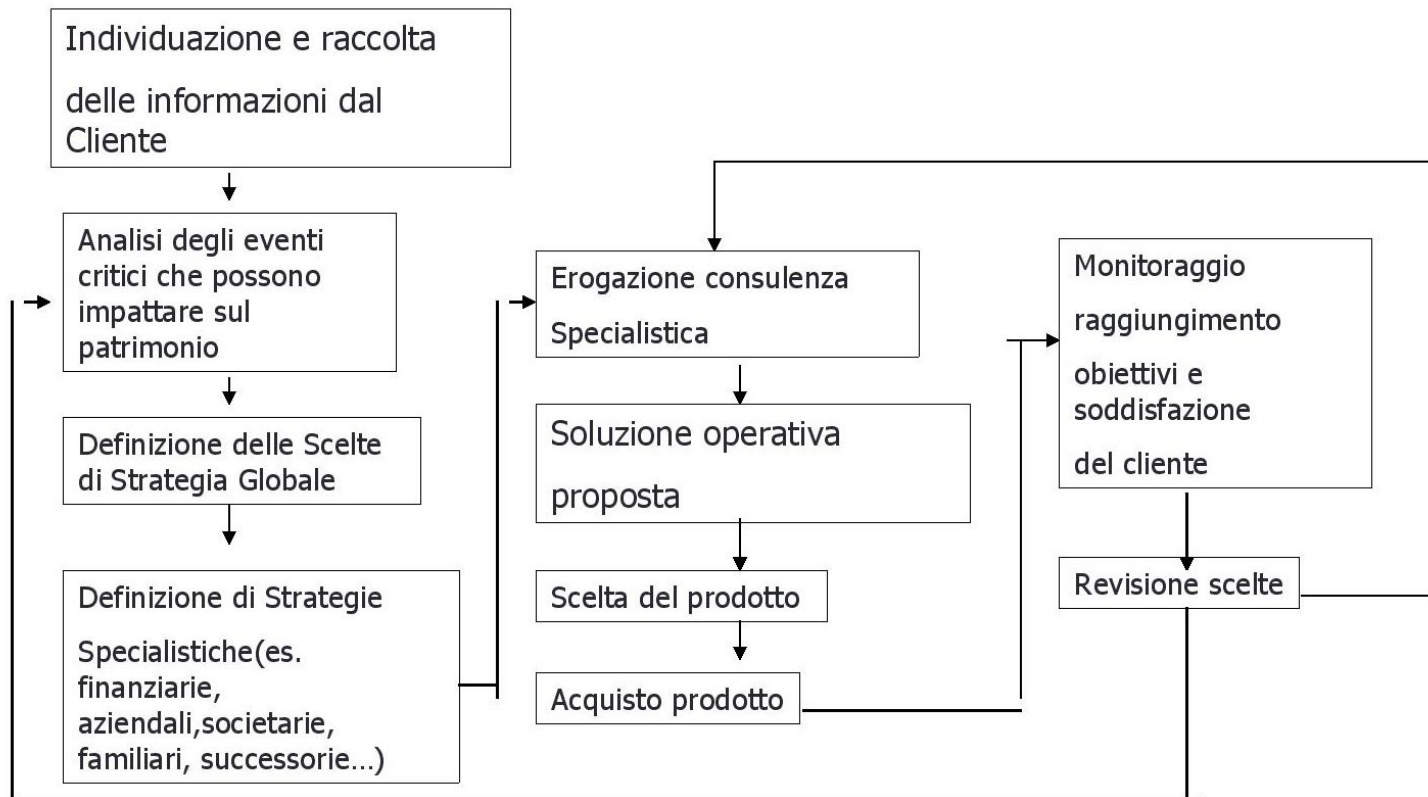 Individuazione e raccolta
delle informazioni dal
Cliente
Analisi degli eventi
critici che possono
impattare sul
patrimonio
Definizione delle Scelte
di Strategia Globale
Definizione di Strategie
Specialistiche(es.
finanziarie,
aziendali,societarie,
familiari, successorie...)
Erogazione consulenza
Specialistica
Soluzione operativa
proposta
Scelta del prodotto
Acquisto prodotto
Monitoraggio
raggiungimento
obiettivi e
soddisfazione
del cliente
Revisione scelte